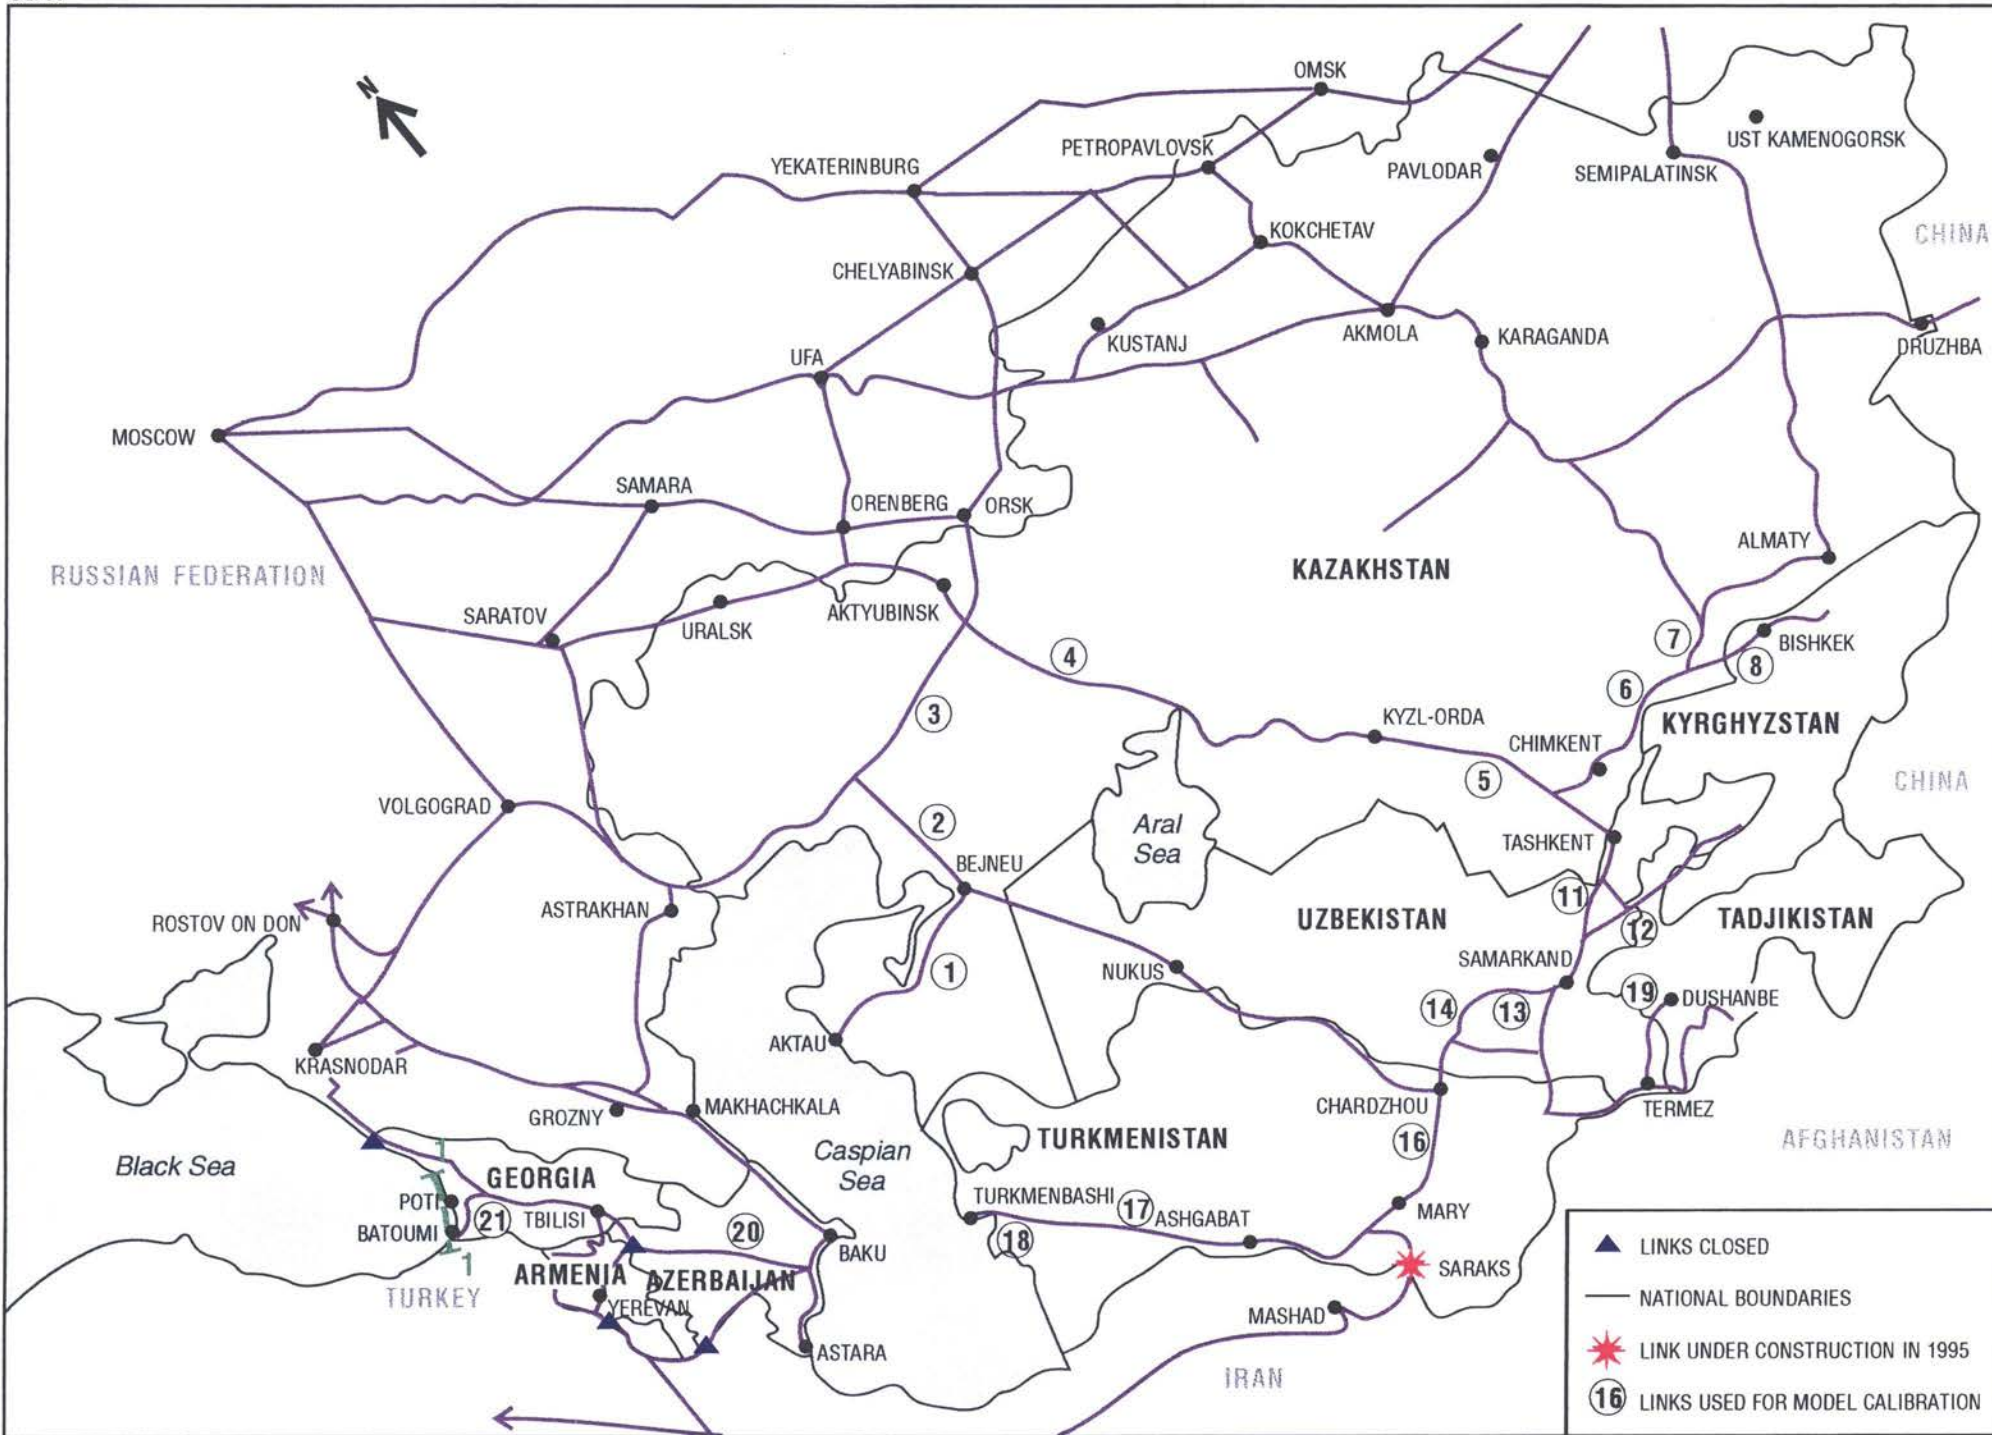 N
OMSK
PETROPAVLOVSK
UST KAMENOGORSK
YEKATERINBURG
PAVLODAR
SEMIPALATINSK
KOKCHETAV
CHINA
CHELYABINSK
KUSTANJ
AKMOLA
KARAGANDA
DRUZHBA
UFA
MOSCOW
SAMARA
ORENBERG
ORSK
ALMATY
KAZAKHSTAN
RUSSIAN FEDERATION
SARATOV
URALSK
AKTYUBINSK
7
BISHKEK
4
8
6
3
KYZL-ORDA
KYRGHYZSTAN
CHIMKENT
5
CHINA
VOLGOGRAD
2
Aral
Sea
TASHKENT
BEJNEU
11
ASTRAKHAN
ROSTOV ON DON
UZBEKISTAN
12
TADJIKISTAN
1
NUKUS
SAMARKAND
19
DUSHANBE
14
13
AKTAU
KRASNODAR
GROZNY
MAKHACHKALA
CHARDZHOU
TERMEZ
Black Sea
Caspian
Sea
TURKMENISTAN
16
AFGHANISTAN
GEORGIA
POTI
TURKMENBASHI
17
MARY
BATOUMI
21
TBILISI
20
ASHGABAT
BAKU
18
SARAKS
TURKEY
ARMENIA
AZERBAIJAN
YEREVAN
MASHAD
ASTARA
IRAN
LINKS CLOSED
NATIONAL BOUNDARIES
LINK UNDER CONSTRUCTION IN 1995
16 LINKS USED FOR MODEL CALIBRATION